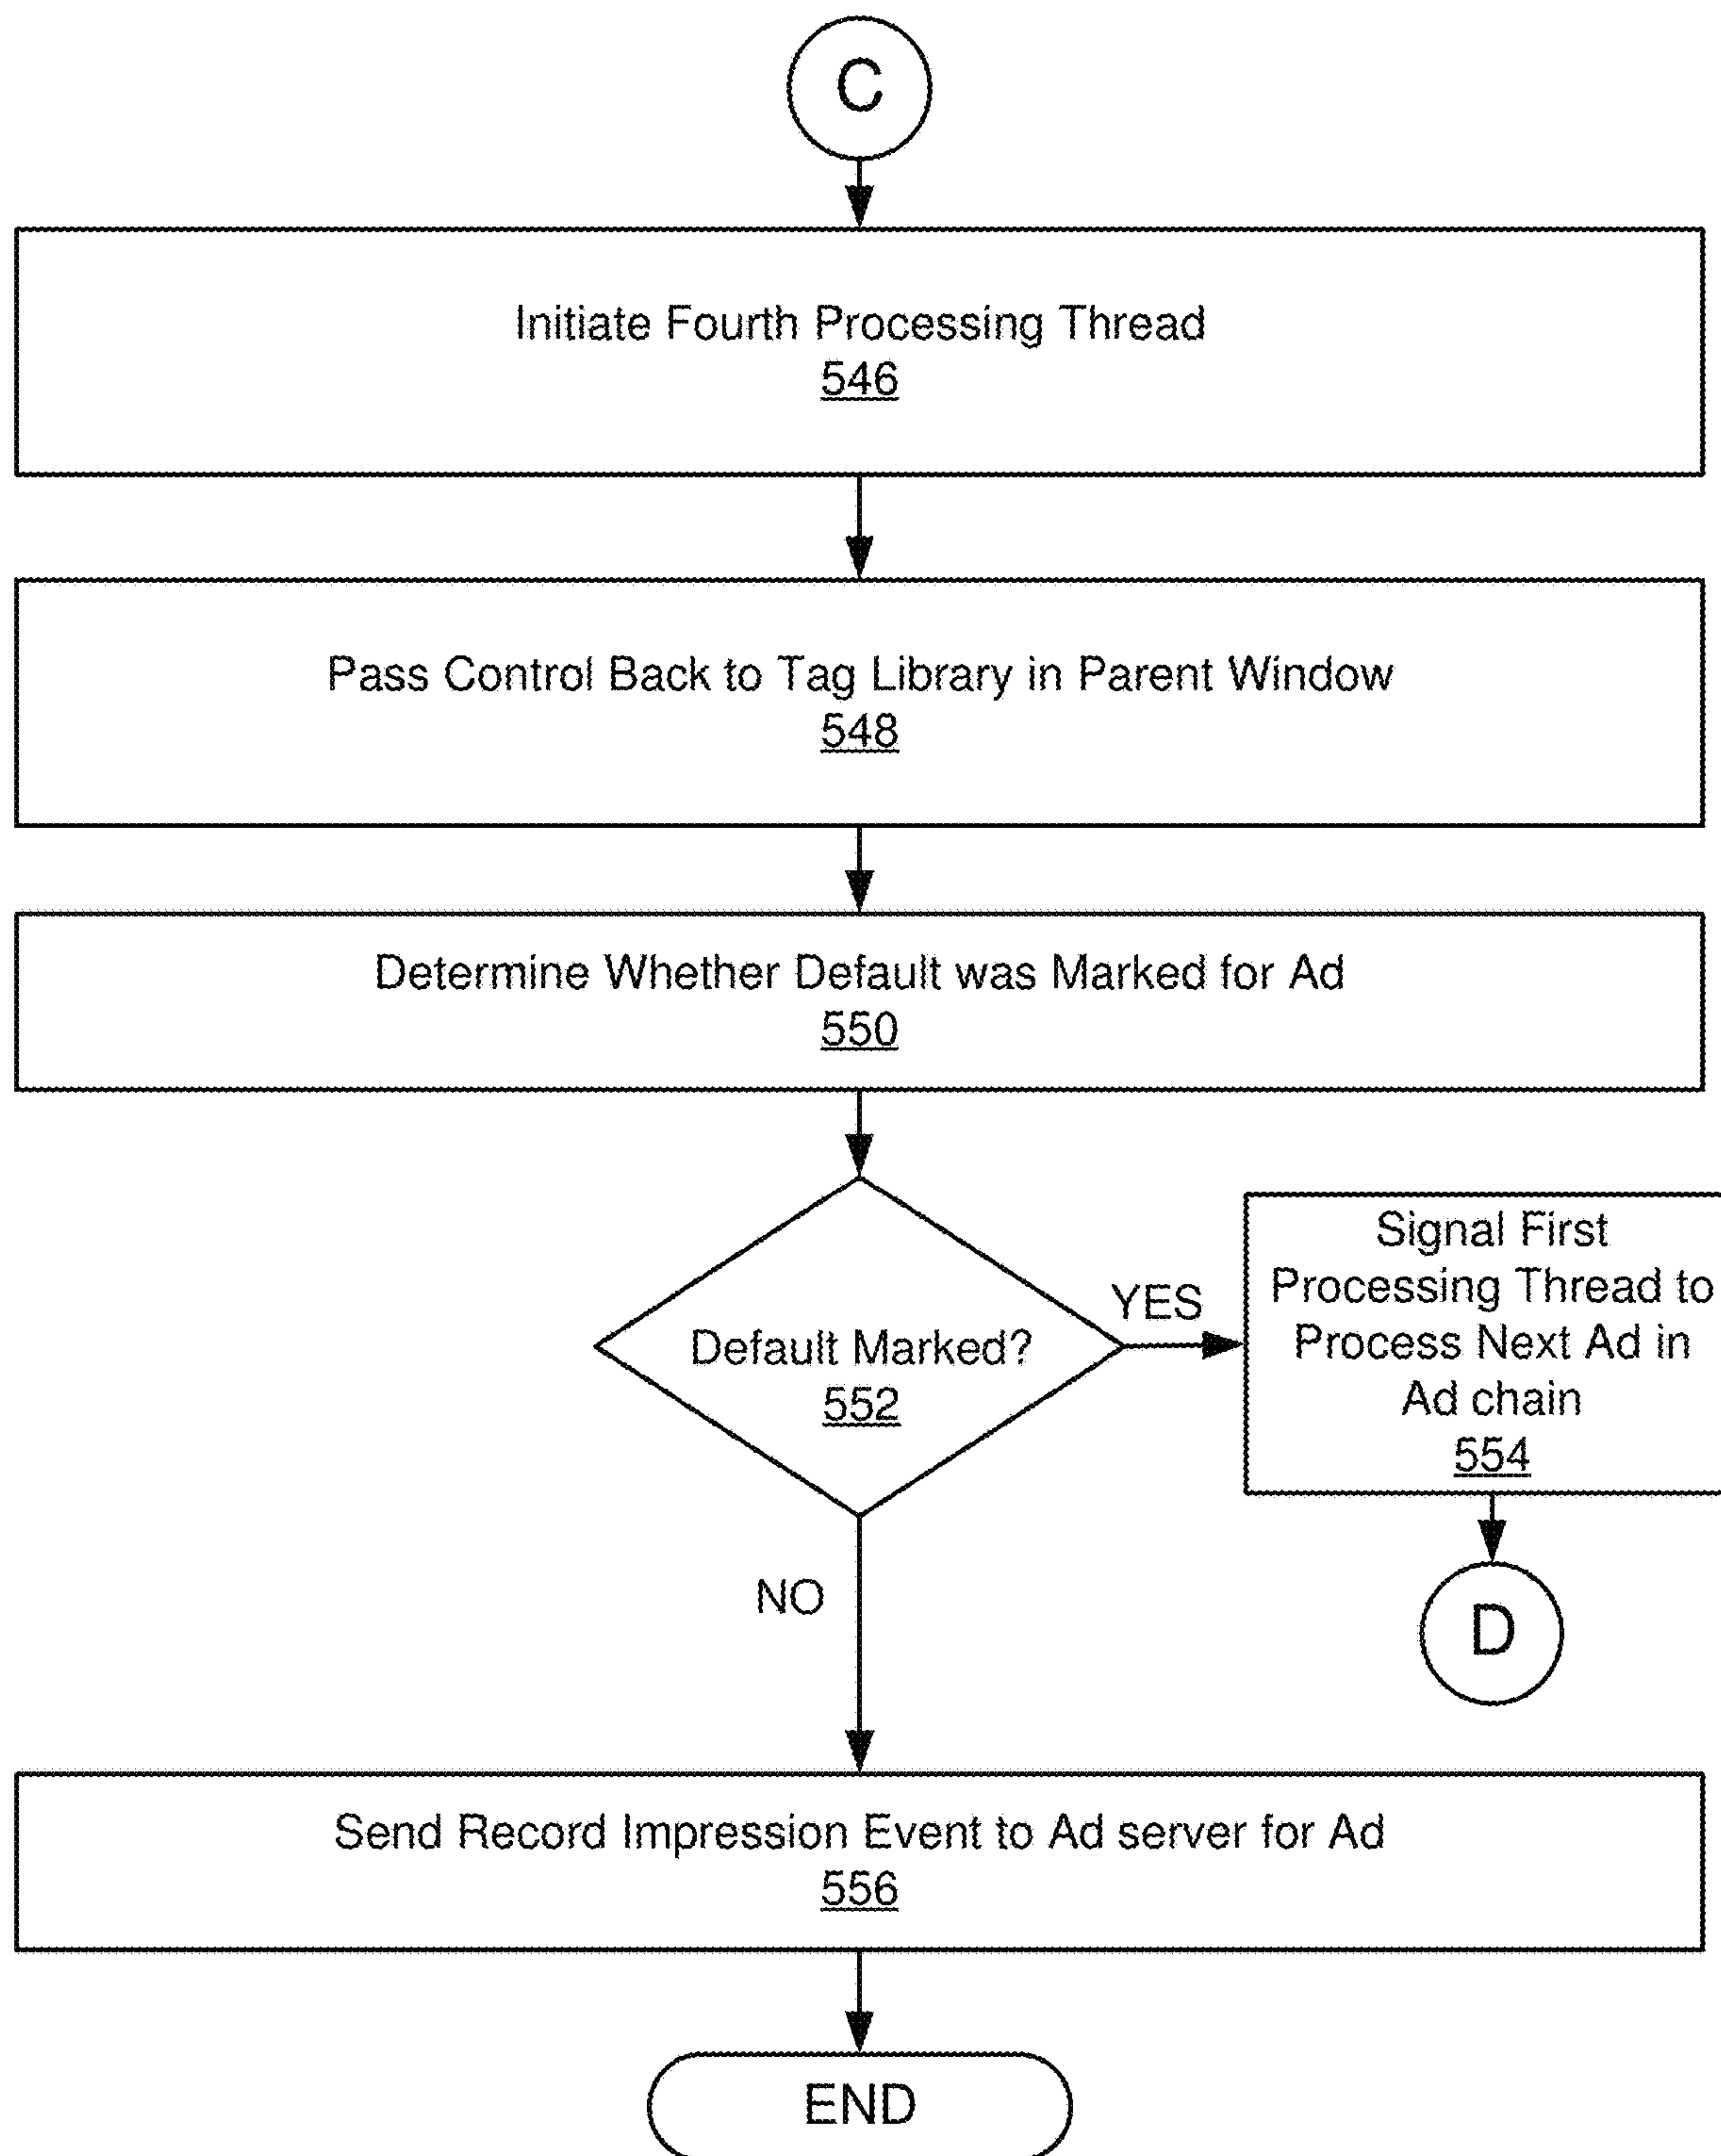 C
Initiate Fourth Processing Thread
546
Pass Control Back to Tag Library in Parent Window
548
Determine Whether Default was Marked for Ad
550
Default Marked?
552
YES
Signal First
Processing Thread to
Process Next Ad in
Ad chain
554
D
NO
Send Record Impression Event to Ad server for Ad
556
END